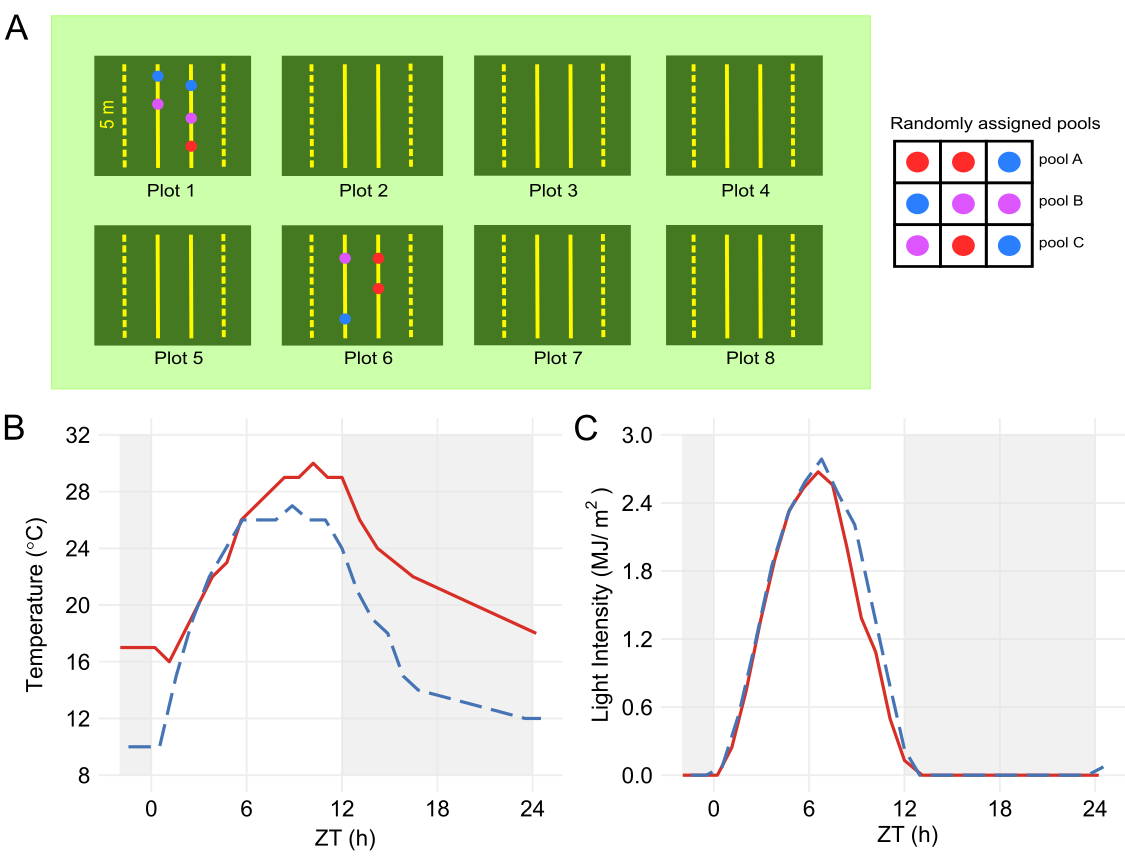 A
5 m
Plot 1
Plot 2
Plot 3
Plot 4
Plot 5
Plot 6
Plot 7
Plot 8
Randomly assigned pools
pool A
pool B
pool C
B
32
28
24
20
16
12
8
Temperature (°C)
0 6 12 18 24
ZT (h)
C
3.0
2.4
1.8
1.2
0.6
0.0
Light Intensity (MJ/ m² )
0 6 12 18 24
ZT (h)